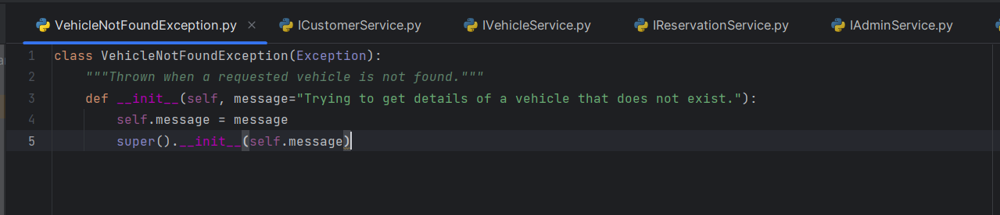 VehicleNotFoundException.py × ICustomerService.py IVehicleService.py IReservationService.py IAdminService.py
1 class VehicleNotFoundException(Exception):
2 """Thrown when a requested vehicle is not found."""
3 def __init__(self, message="Trying to get details of a vehicle that does not exist."):
4 self.message = message
5 super().__init__(self.message)